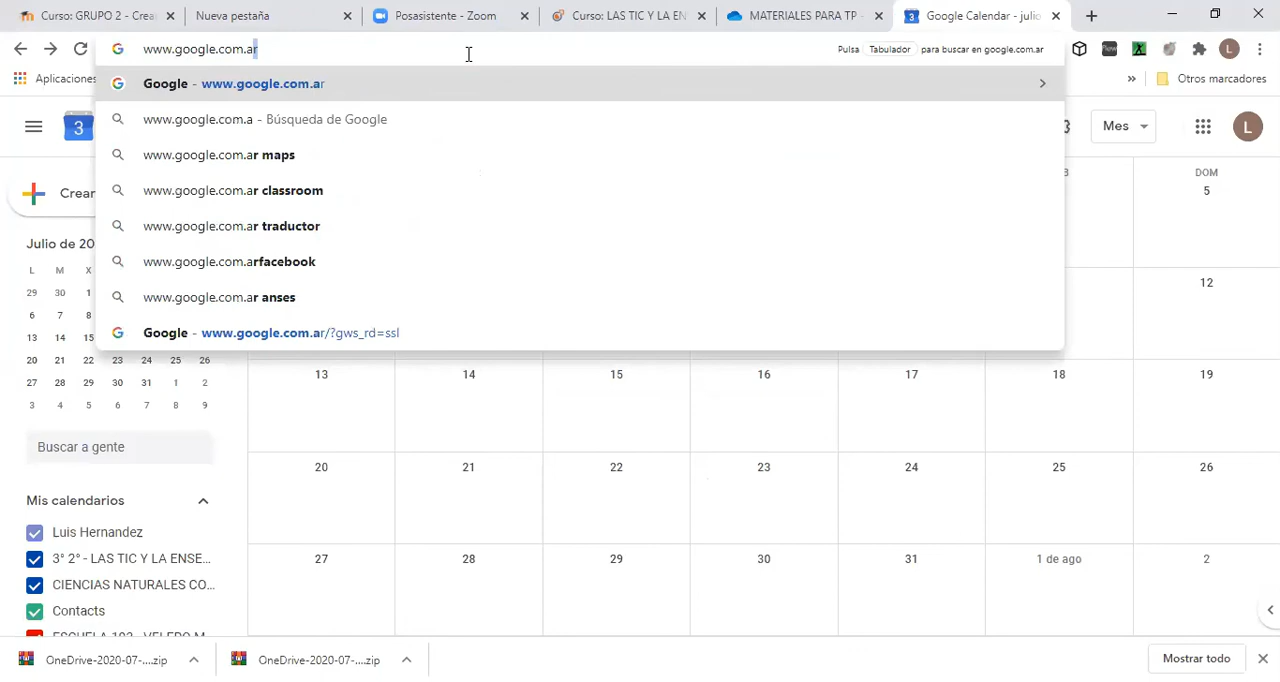 Curso: GRUPO 2 - Crea
Nueva pestaña
Posasistente - Zoom
Curso: LAS TIC Y LA EN
MATERIALES PARA TP -
Google Calendar - julio
www.google.com.ar
Pulsa Tabulador para buscar en google.com.ar
new
L
Aplicaciones
Google - www.google.com.ar
»
Otros marcadores
www.google.com.a - Búsqueda de Google
3
Mes
L
www.google.com.ar maps
www.google.com.ar classroom
www.google.com.ar traductor
www.google.com.arfacebook
www.google.com.ar anses
Google - www.google.com.ar/?gws_rd=ssl
Crear
3
DOM
5
12
Julio de 20
L M X
29 30 1
6 7 8
13 14 15
20 21 22 23 24 25 26
27 28 29 30 31 1 2
3 4 5 6 7 8 9
13 14 15 16 17 18 19
Buscar a gente
20 21 22 23 24 25 26
Mis calendarios
Luis Hernandez
3° 2° - LAS TIC Y LA ENSE...
27 28 29 30 31 1 de ago 2
CIENCIAS NATURALES CO...
Contacts
ESCUELA 103 - VELERO M
OneDrive-2020-07-....zip
OneDrive-2020-07-....zip
Mostrar todo